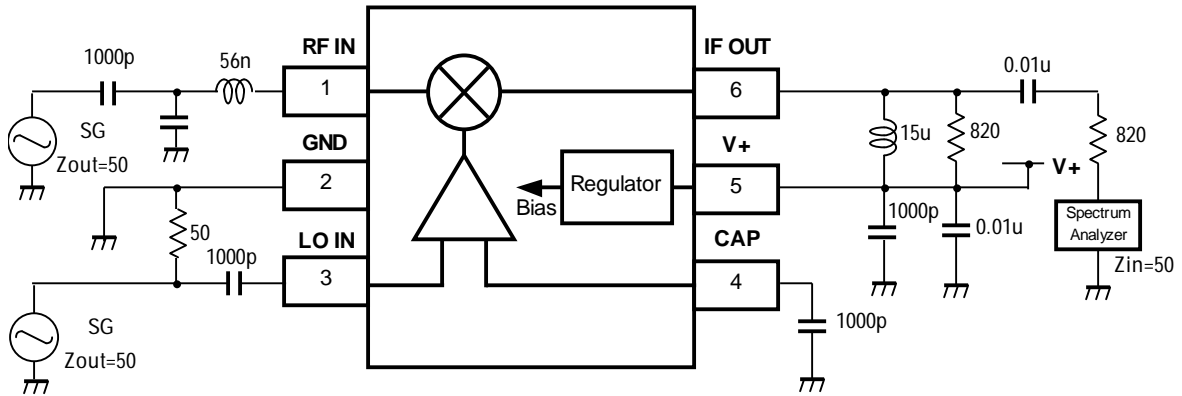 RF IN
1000p
56n
1
SG
Zout=50
GND
2
50
LO IN
1000p
3
SG
Zout=50
Regulator
Bias
IF OUT
6
0.01u
15u
820
820
V+
5
V+
1000p
0.01u
Spectrum
Analyzer
Zin=50
CAP
4
1000p